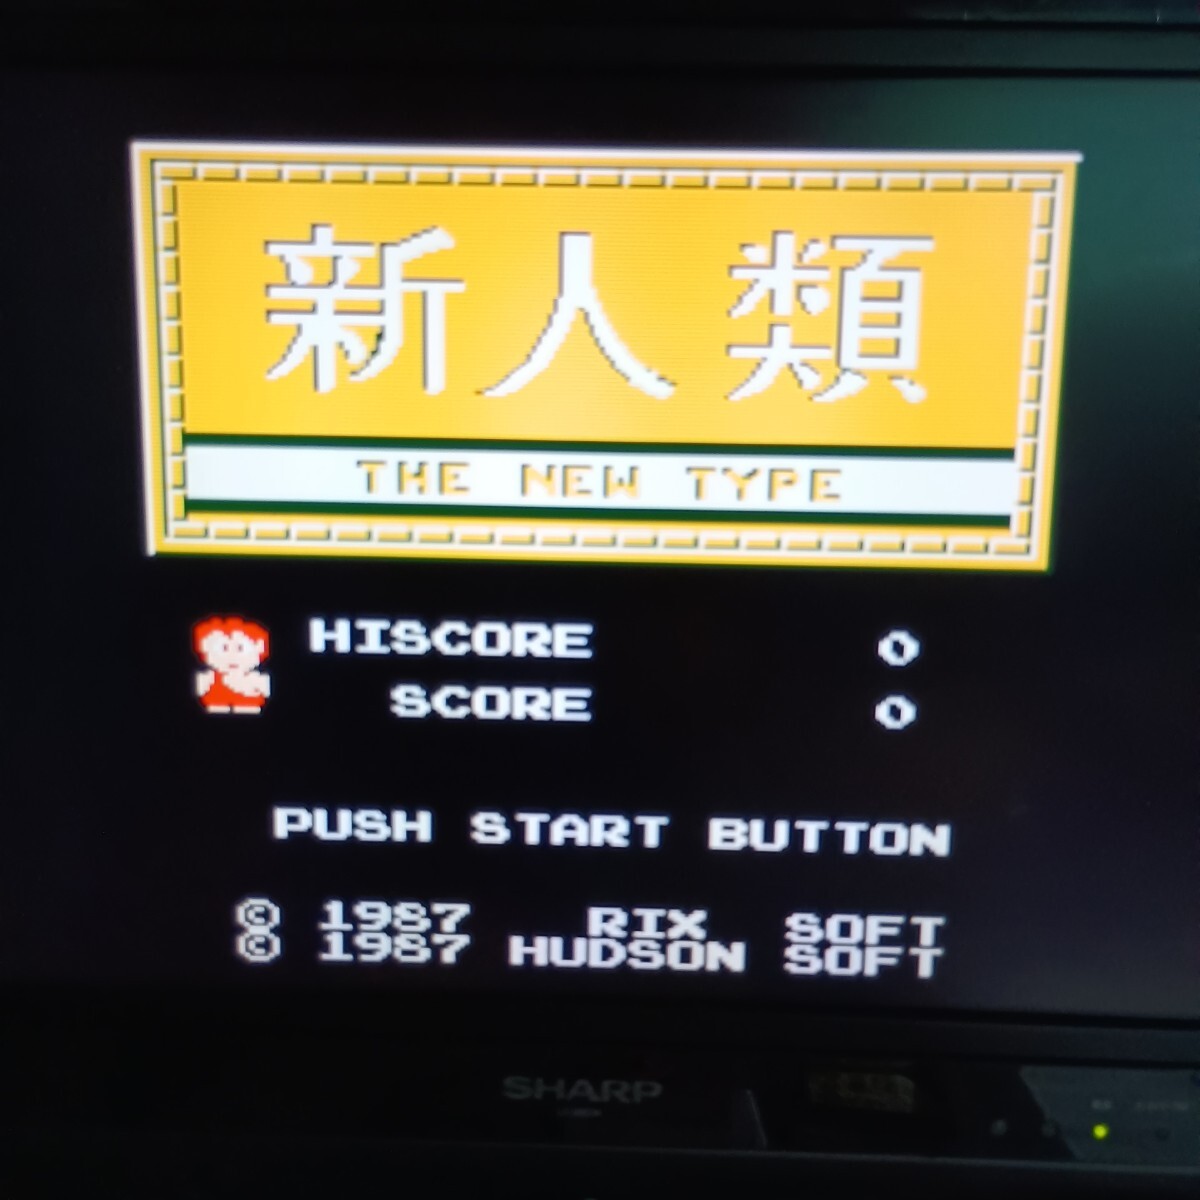 新人類
THE NEW TYPE
HISCORE 0
SCORE 0
PUSH START BUTTON
© 1987 RIX SOFT
© 1987 HUDSON SOFT
SHARP